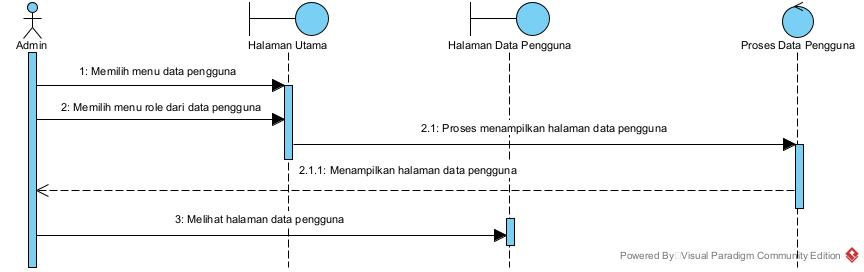 Admin
Halaman Utama
Halaman Data Pengguna
Proses Data Pengguna
1: Memilih menu data pengguna
2: Memilih menu role dari data pengguna
2.1: Proses menampilkan halaman data pengguna
2.1.1: Menampilkan halaman data pengguna
3: Melihat halaman data pengguna
Powered By Visual Paradigm Community Edition